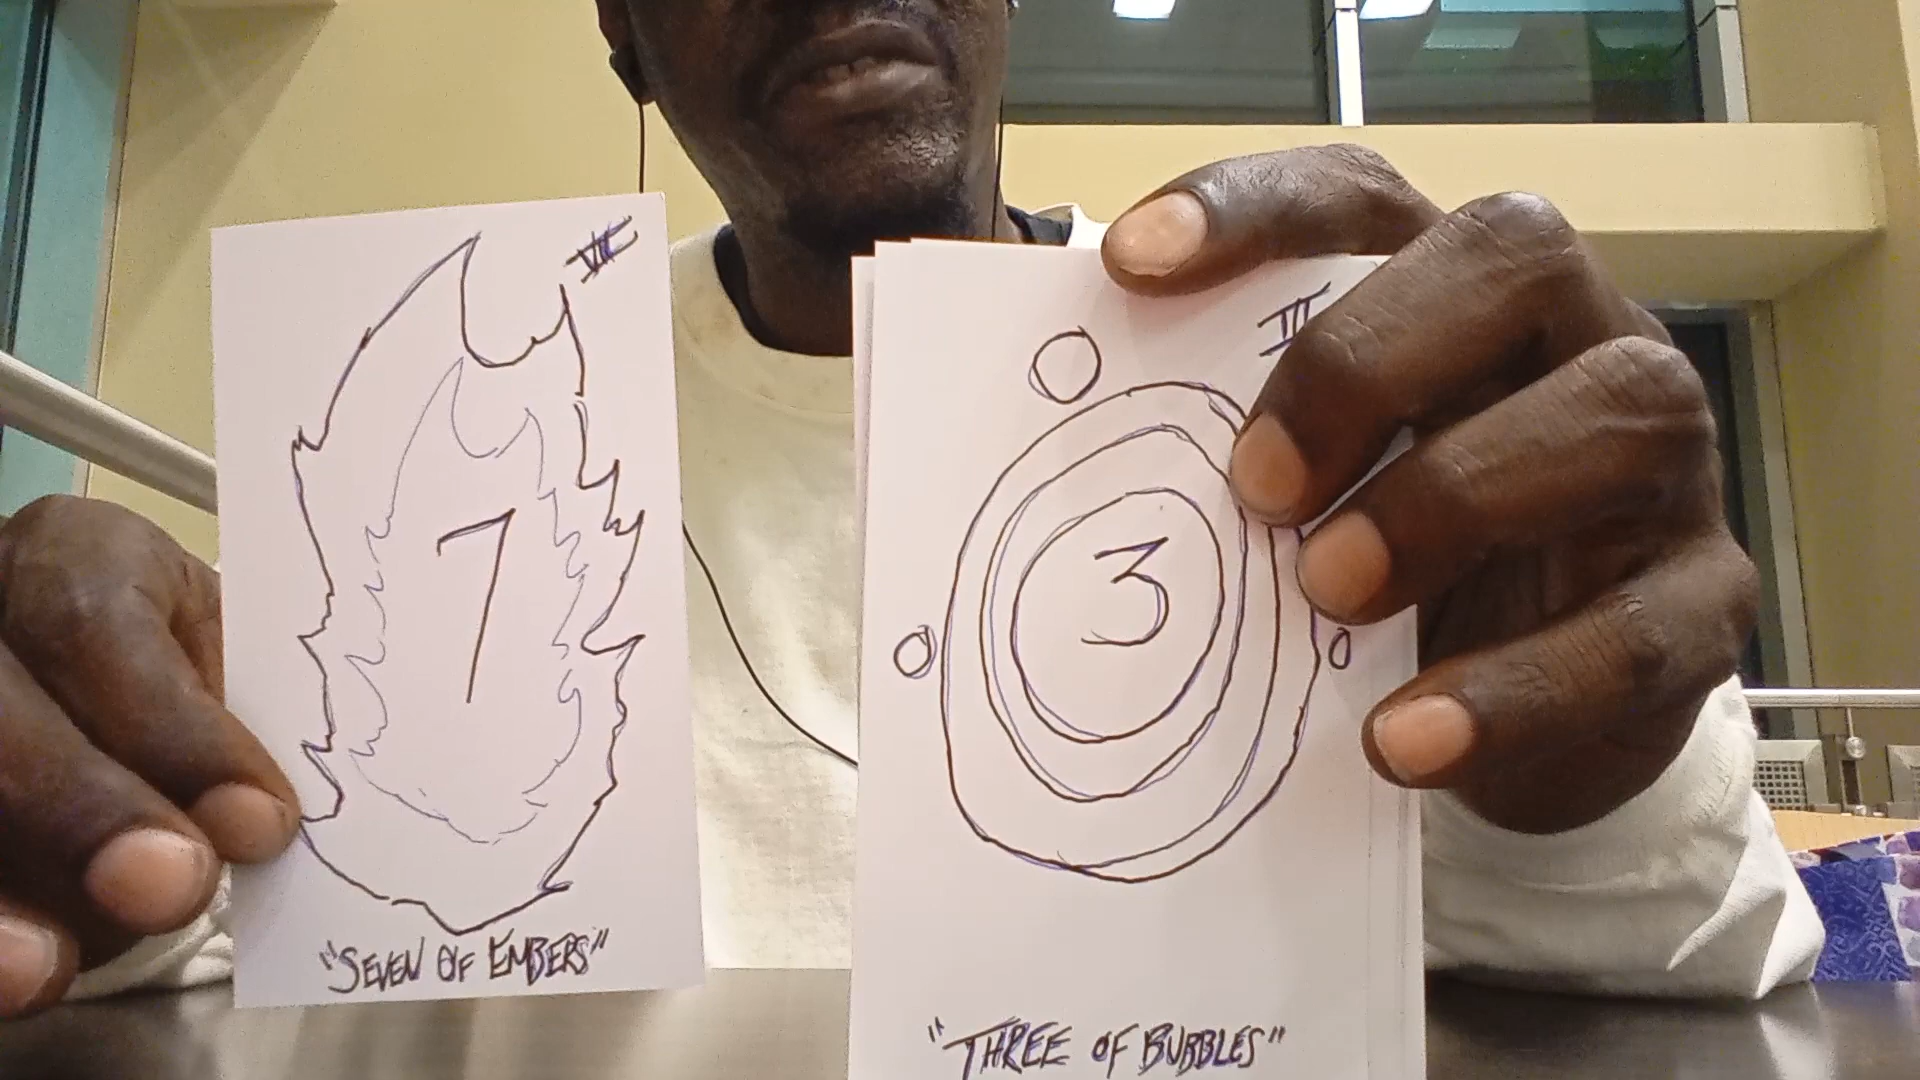 VII
7
"SEVEN OF EMBERS"
III
3
"THREE OF BUBBLES"